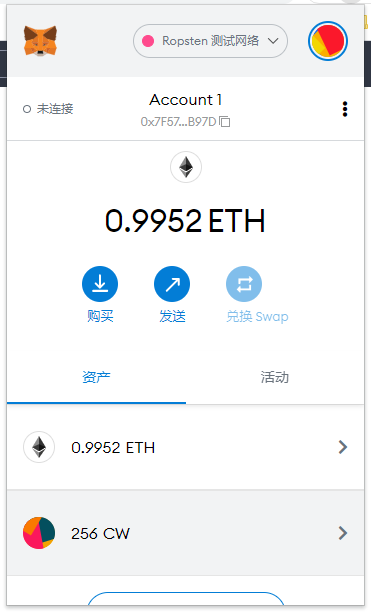 Ropsten 测试网络
未连接
Account 1
0x7F57...B97D
0.9952 ETH
购买
发送
兑换 Swap
资产
活动
0.9952 ETH
256 CW